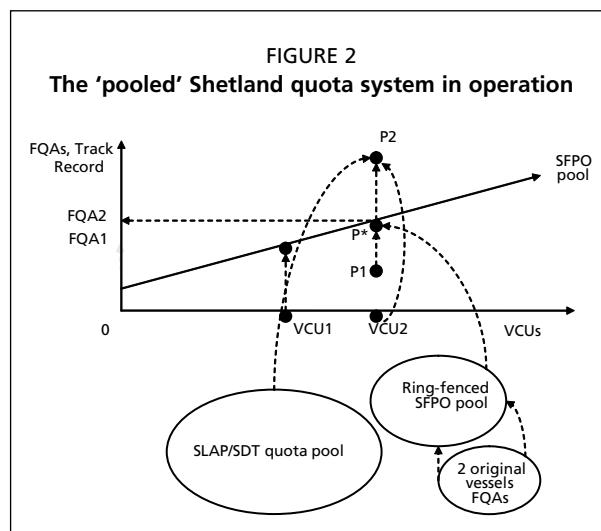 FIGURE 2
The ‘pooled’ Shetland quota system in operation
FQAs, Track
Record
P2
SFPO
pool
FQA2
FQA1
P*
P1
0
VCU1
VCU2
VCUs
Ring-fenced
SFPO pool
SLAP/SDT quota pool
2 original
vessels
FQAs